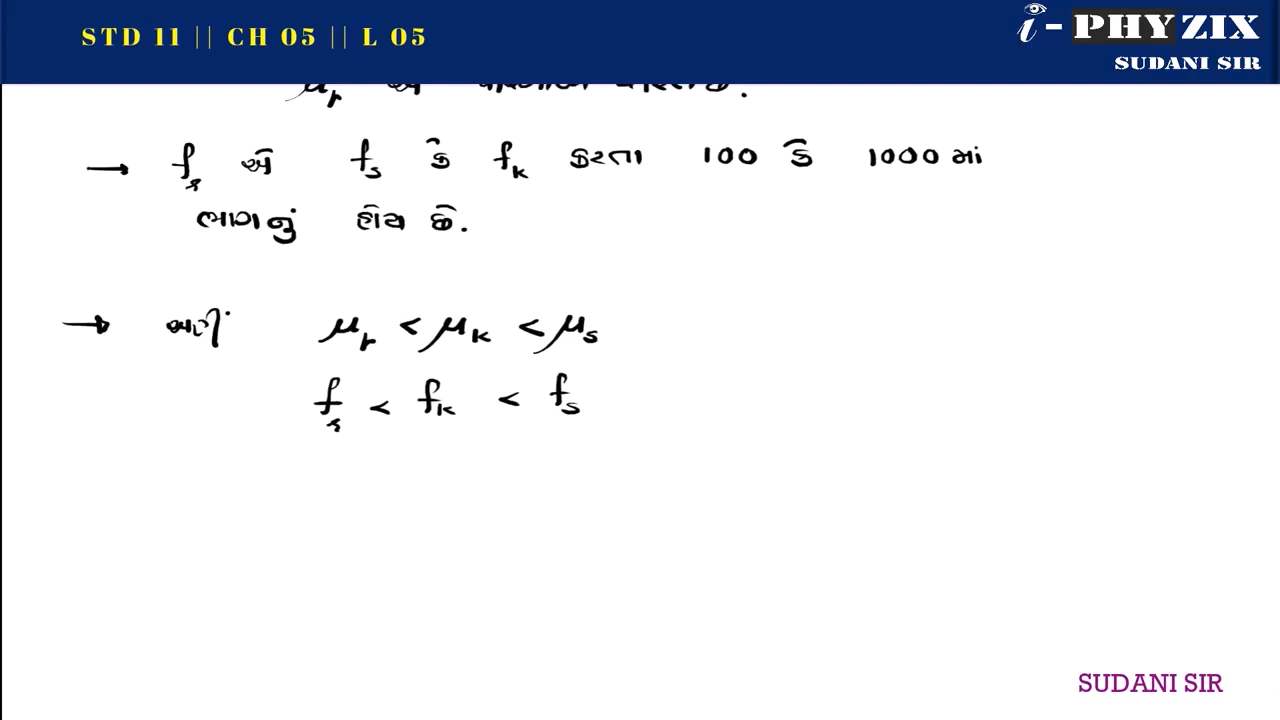 STD 11 || CH 05 || L 05
i - PHYZIX
SUDANI SIR
μr એ
→ fr એ fs કે fk કરતા 100 કે 1000 માં
ભાગનું હોય છે.
→ અહીં μr < μk < μs
fr < fk < fs
SUDANI SIR